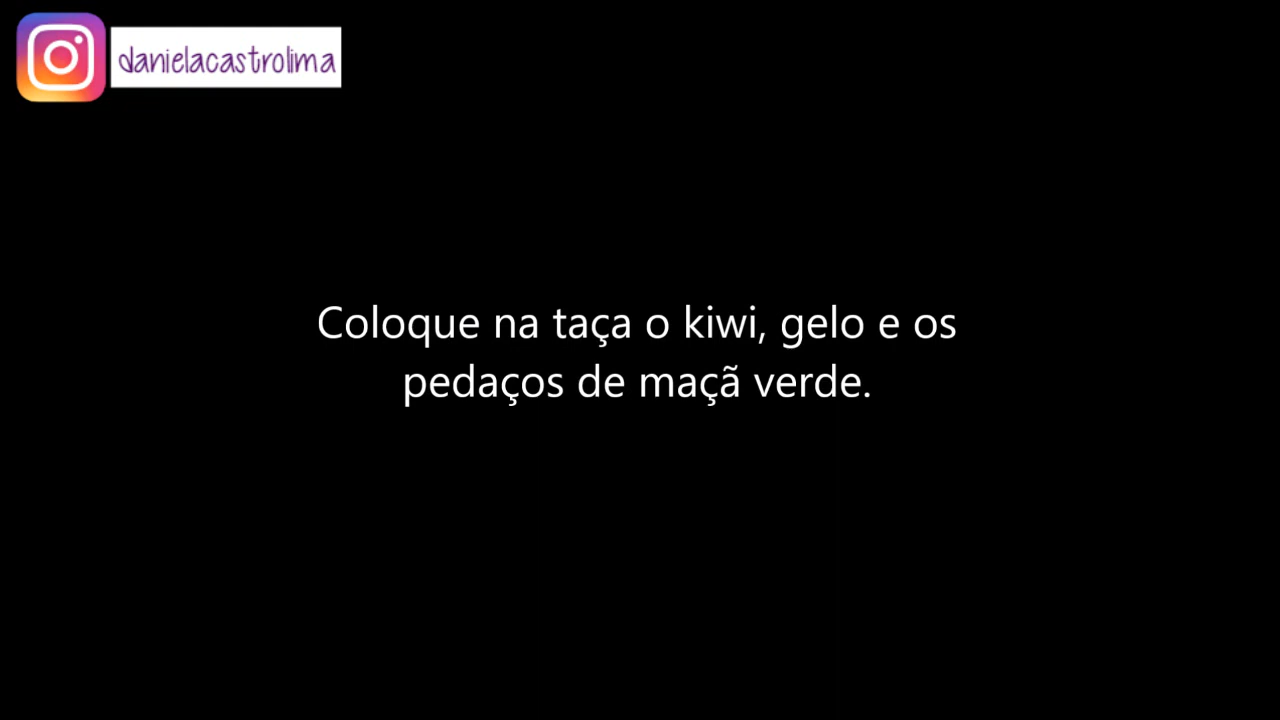 danielacastrolima
Coloque na taça o kiwi, gelo e os
pedaços de maçã verde.